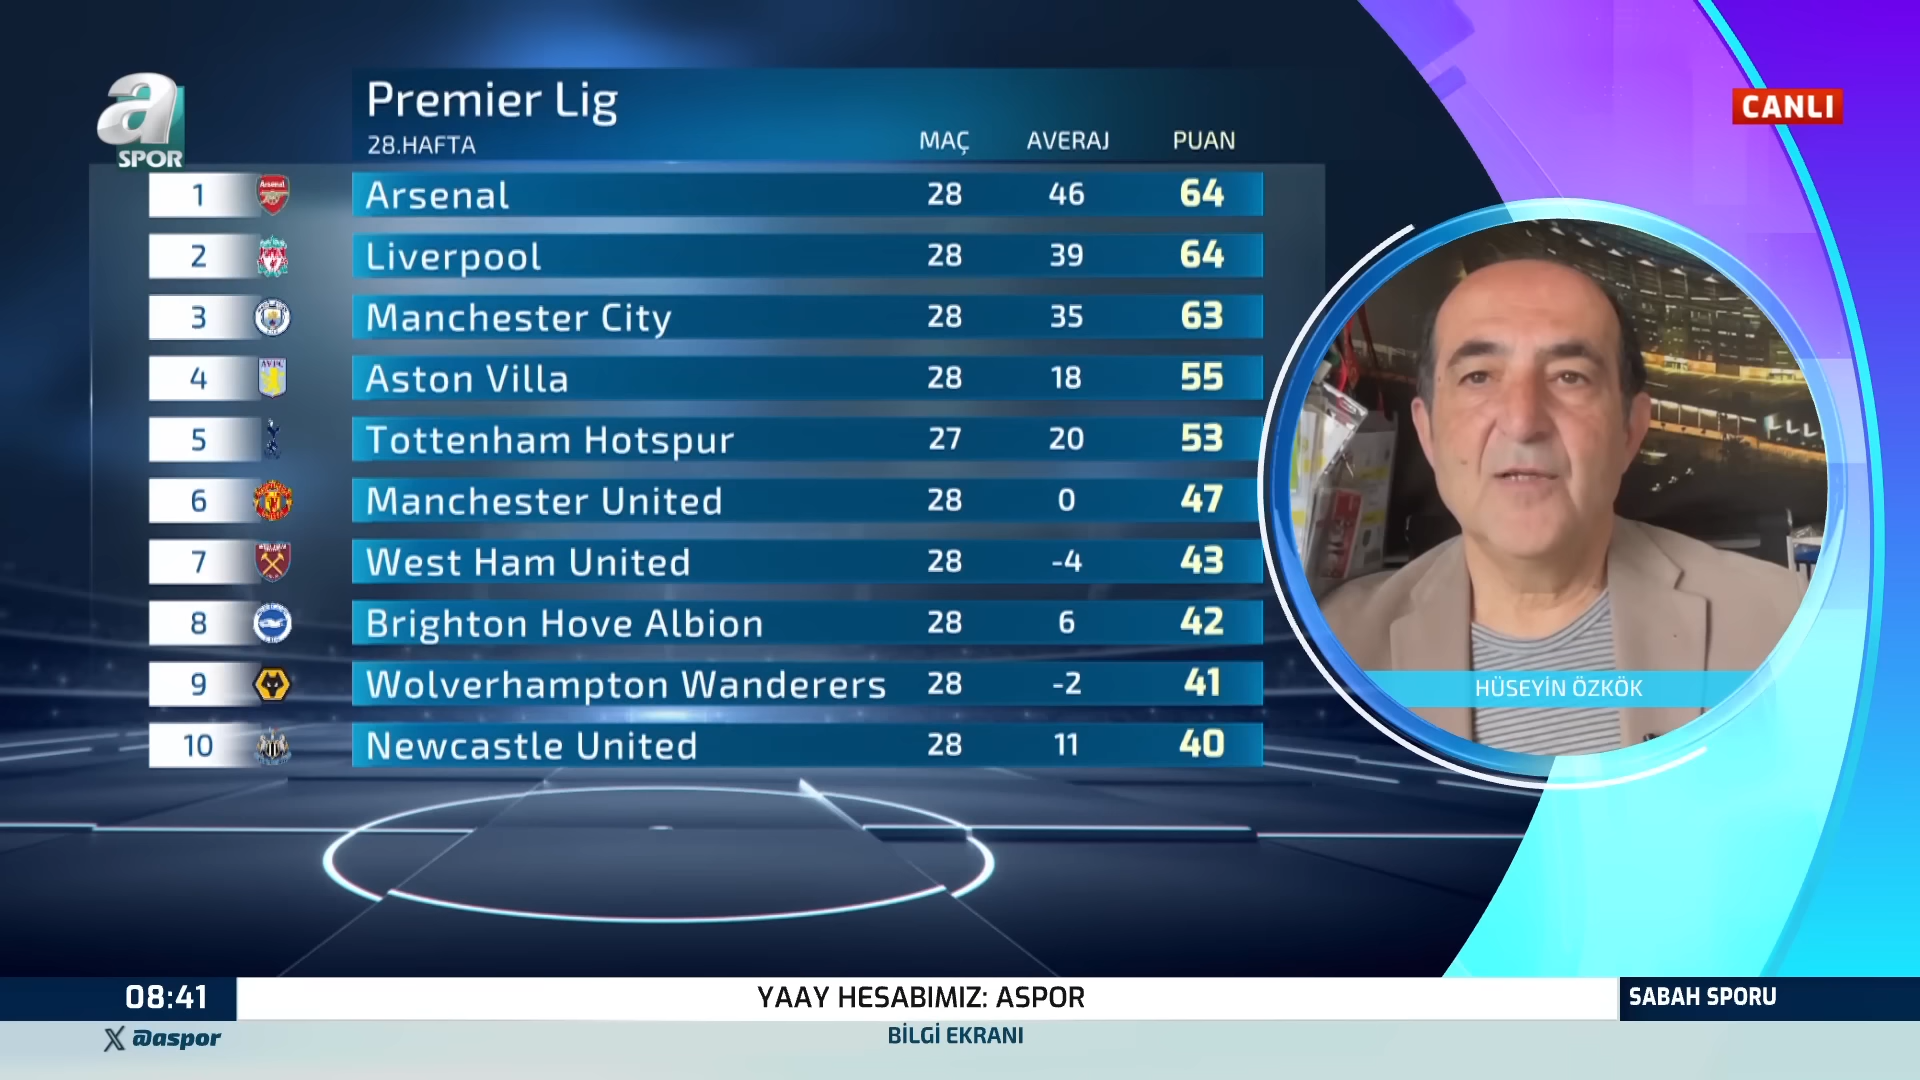 a
SPOR
Premier Lig
28.HAFTA MAÇ AVERAJ PUAN
CANLI
1 Arsenal 28 46 64
2 Liverpool 28 39 64
3 Manchester City 28 35 63
4 Aston Villa 28 18 55
5 Tottenham Hotspur 27 20 53
6 Manchester United 28 0 47
7 West Ham United 28 -4 43
8 Brighton Hove Albion 28 6 42
9 Wolverhampton Wanderers 28 -2 41
10 Newcastle United 28 11 40
HÜSEYİN ÖZKÖK
08:41 YAAY HESABIMIZ: ASPOR SABAH SPORU
X @aspor BİLGİ EKRANI